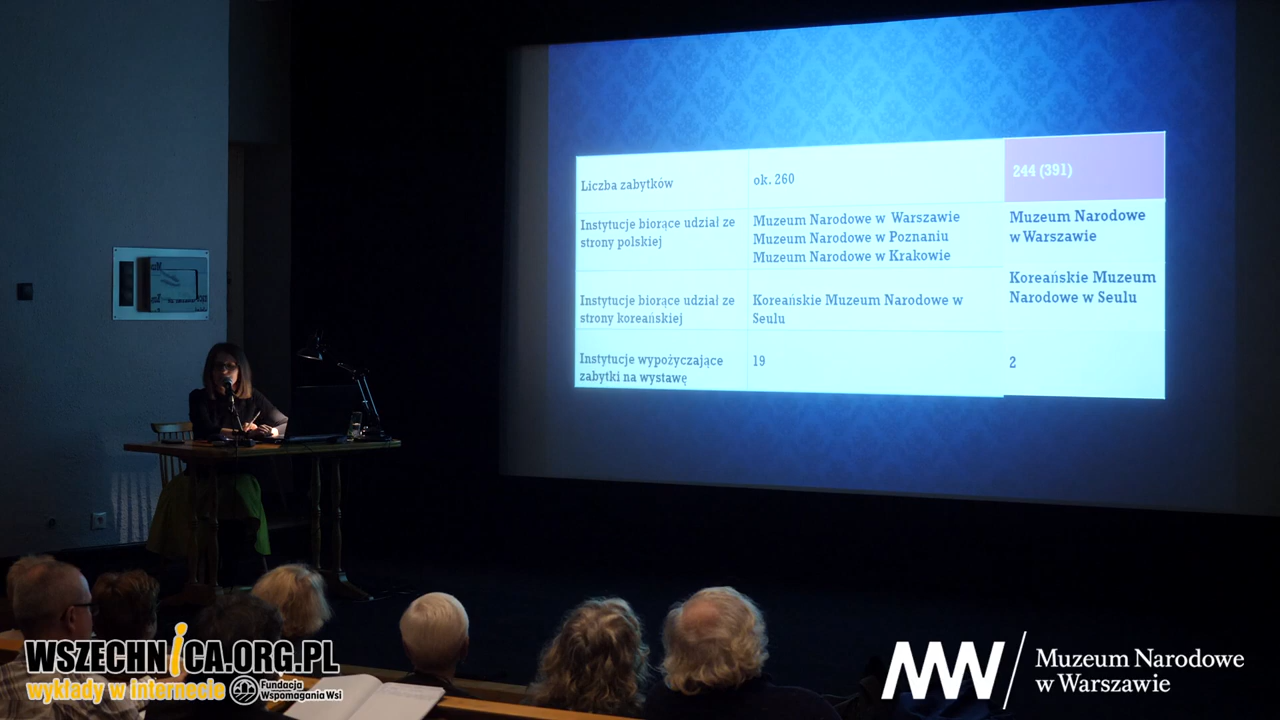 Liczba zabytków
ok. 260
244 (391)
Instytucje biorące udział ze
strony polskiej
Muzeum Narodowe w Warszawie
Muzeum Narodowe w Poznaniu
Muzeum Narodowe w Krakowie
Muzeum Narodowe
w Warszawie
Instytucje biorące udział ze
strony koreańskiej
Koreańskie Muzeum Narodowe w
Seulu
Koreańskie Muzeum
Narodowe w Seulu
Instytucje wypożyczające
zabytki na wystawę
19
2
WSZECHNICA.ORG.PL
wykłady w internecie
Fundacja
Wspomagania Wsi
Muzeum Narodowe
w Warszawie